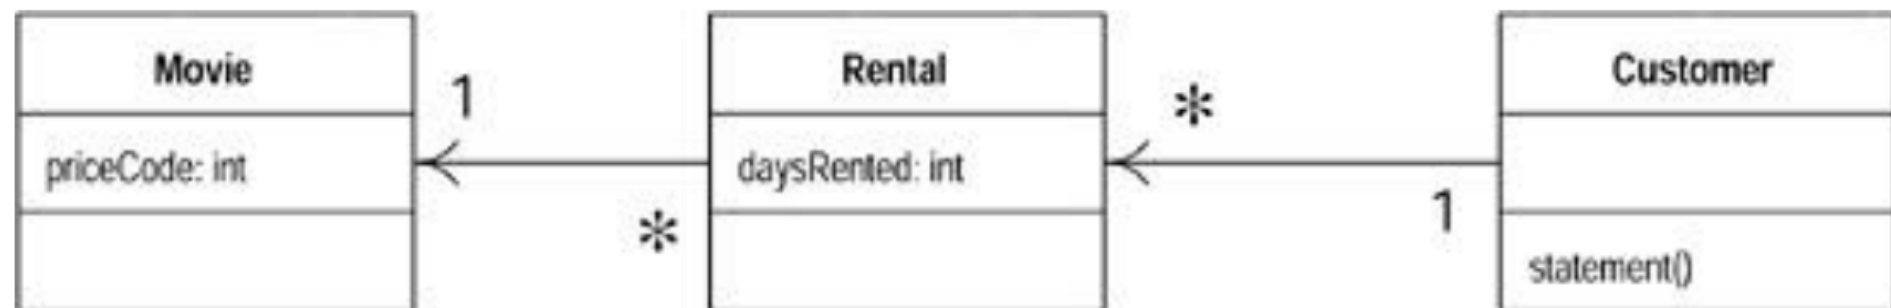 Movie
priceCode: int
1
*
Rental
daysRented: int
*
1
Customer
statement()